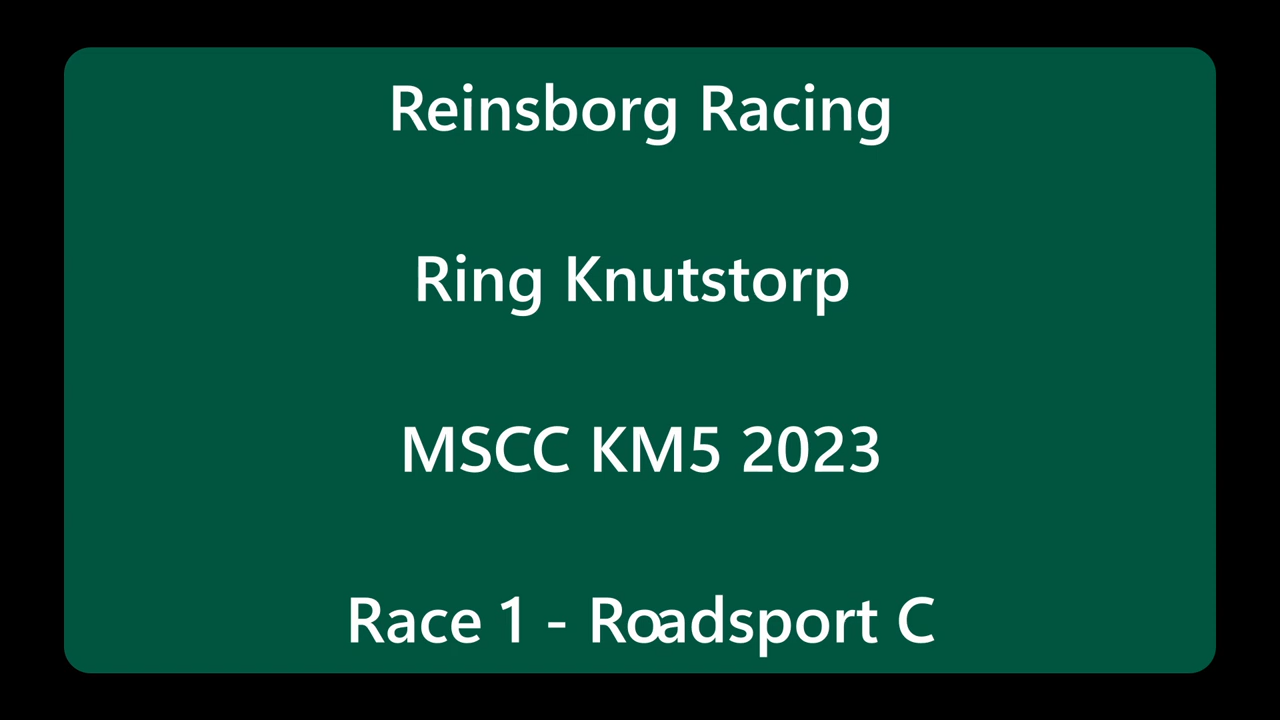 Reinsborg Racing
Ring Knutstorp
MSCC KM5 2023
Race 1 - Roadsport C